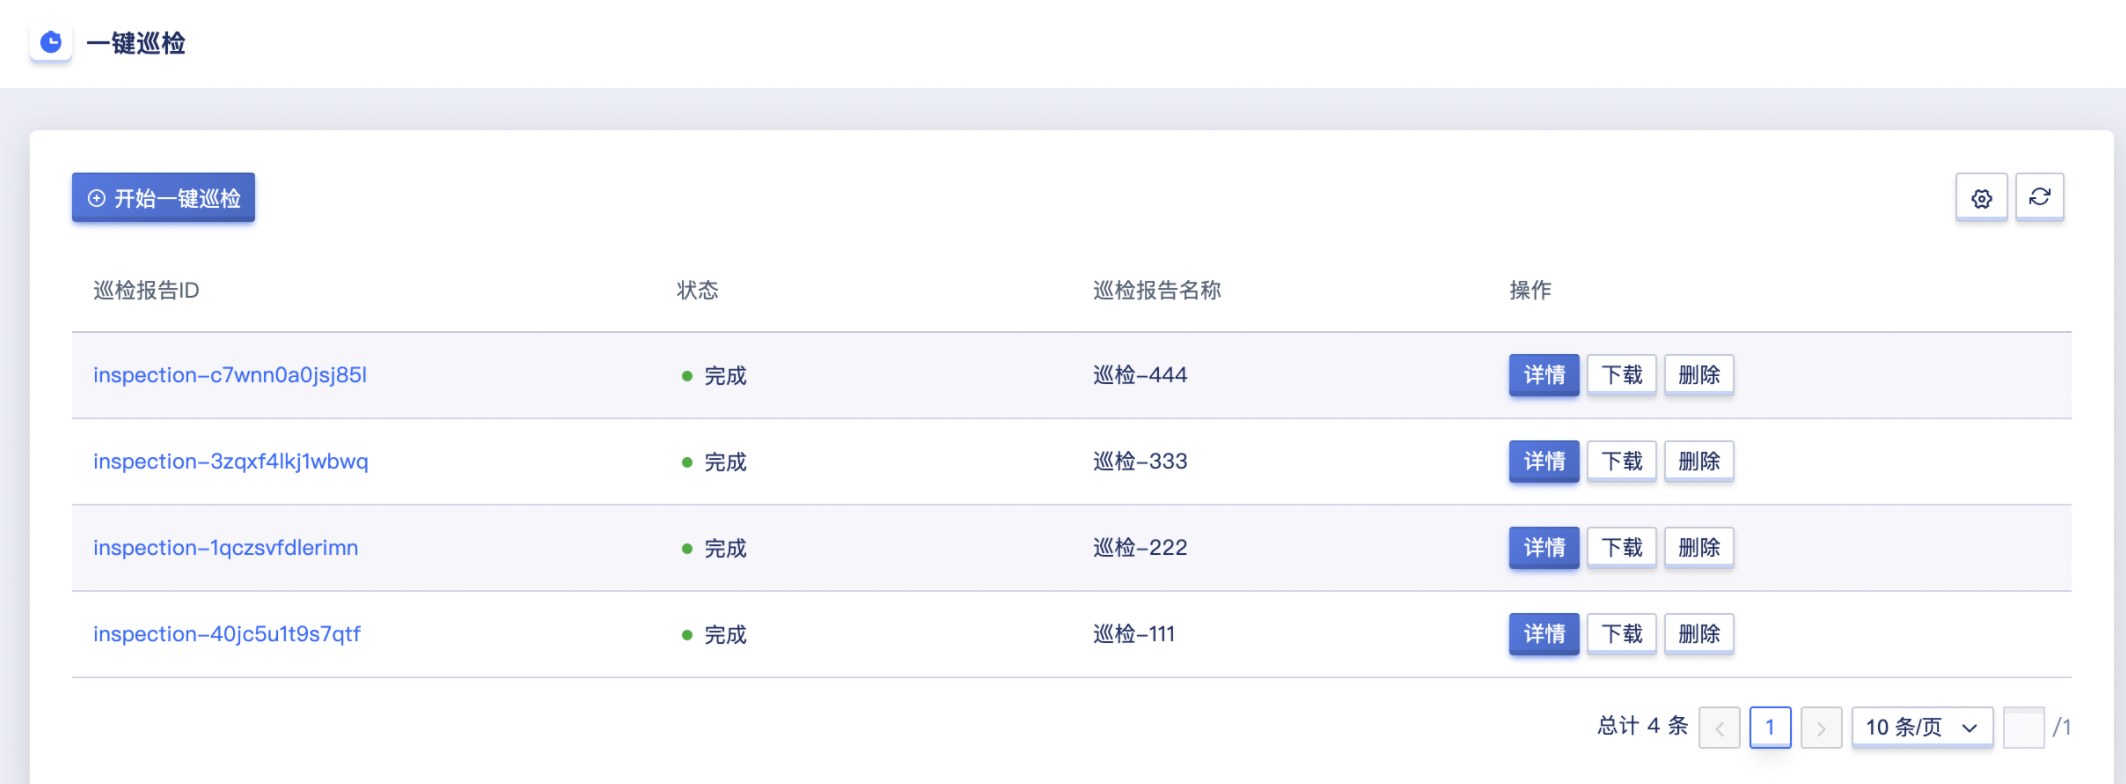 一键巡检
开始一键巡检
巡检报告ID 状态 巡检报告名称 操作
inspection-c7wnn0a0jsj85l 完成 巡检-444 详情 下载 删除
inspection-3zqxf4lkj1wbwq 完成 巡检-333 详情 下载 删除
inspection-1qczsvfdlerimn 完成 巡检-222 详情 下载 删除
inspection-40jc5u1t9s7qtf 完成 巡检-111 详情 下载 删除
总计 4 条 1 10 条/页 /1